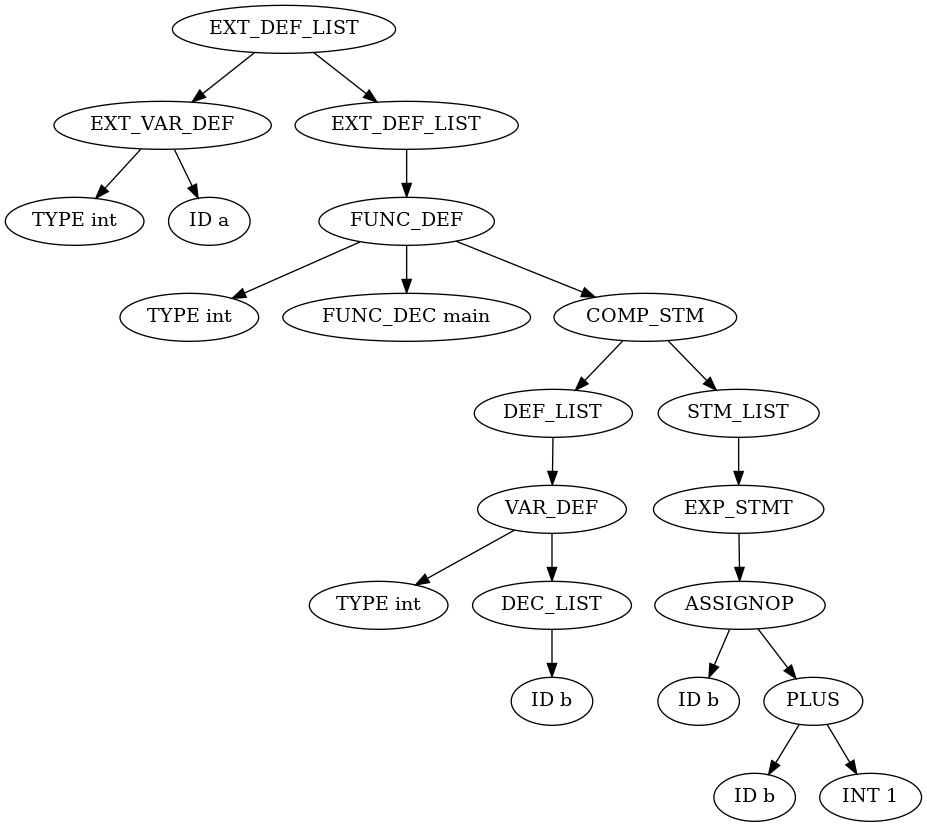 EXT_DEF_LIST
EXT_VAR_DEF
EXT_DEF_LIST
TYPE int
ID a
FUNC_DEF
TYPE int
FUNC_DEC main
COMP_STM
DEF_LIST
STM_LIST
VAR_DEF
EXP_STMT
TYPE int
DEC_LIST
ASSIGNOP
ID b
ID b
PLUS
ID b
INT 1